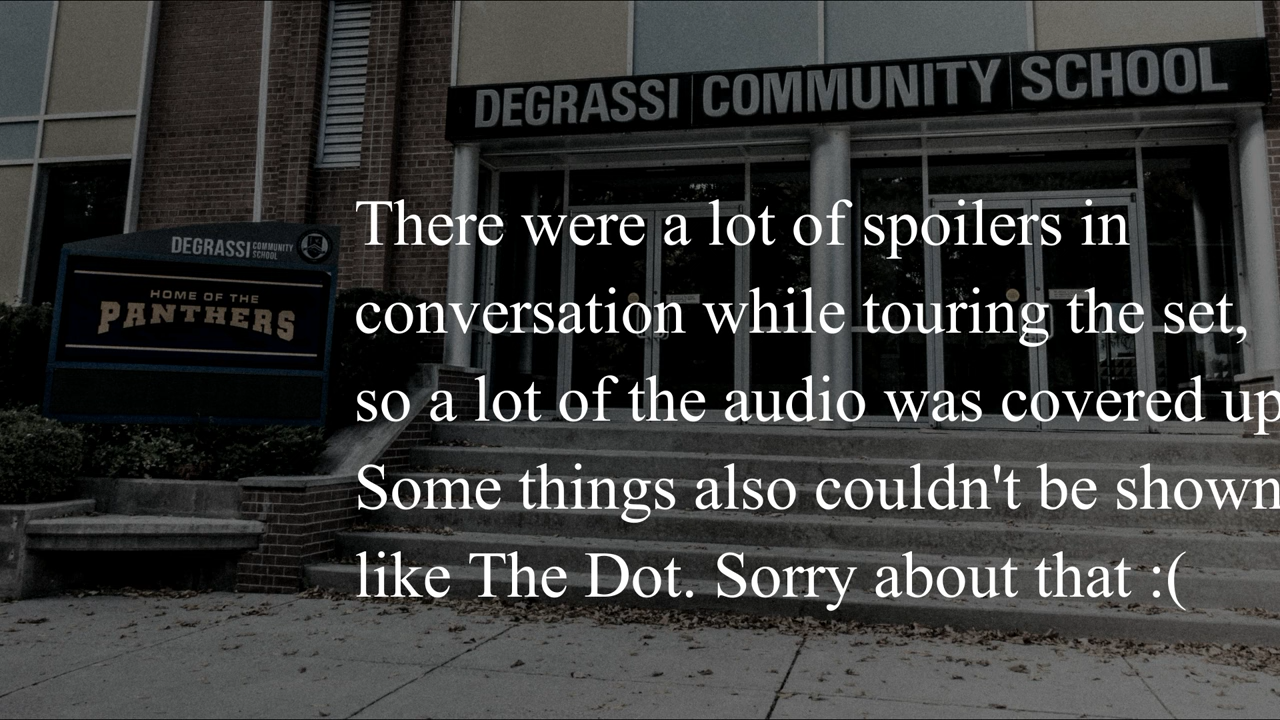 DEGRASSI COMMUNITY SCHOOL
DEGRASSI COMMUNITY SCHOOL
HOME OF THE
PANTHERS
There were a lot of spoilers in
conversation while touring the set,
so a lot of the audio was covered up
Some things also couldn't be shown
like The Dot. Sorry about that :(